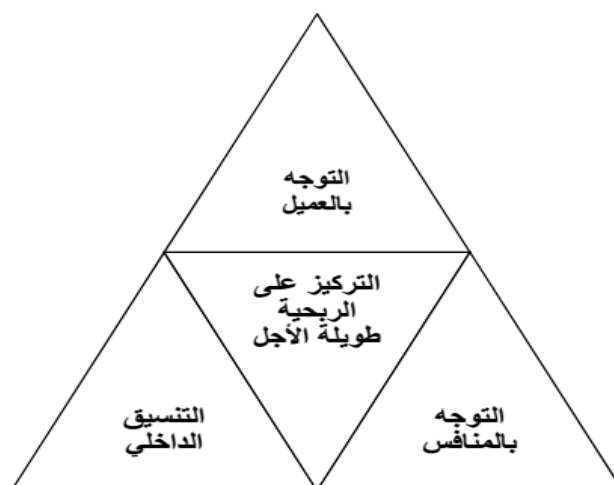 التوجه
بالعميل
التركيز على
الربحية
طويلة الأجل
التوجه
بالمنافس
التنسيق
الداخلي